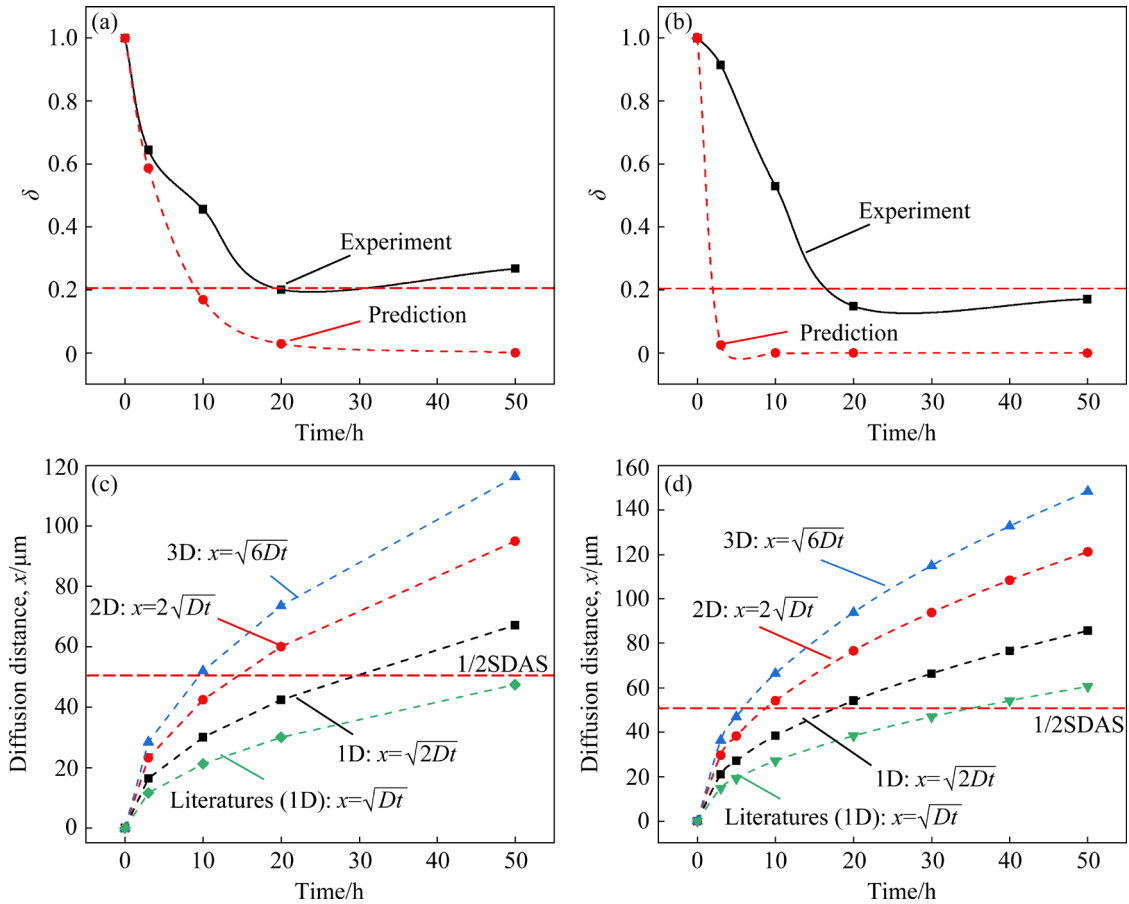 (a)
1.0
0.8
0.6
0.4
0.2
0
δ
Experiment
Prediction
0 10 20 30 40 50
Time/h
(b)
1.0
0.8
0.6
0.4
0.2
0
δ
Experiment
Prediction
0 10 20 30 40 50
Time/h
(c)
120
100
80
60
40
20
0
Diffusion distance, x/μm
3D: x=√6Dt
2D: x=2√Dt
1/2SDAS
1D: x=√2Dt
Literatures (1D): x=√Dt
0 10 20 30 40 50
Time/h
(d)
160
140
120
100
80
60
40
20
0
Diffusion distance, x/μm
3D: x=√6Dt
2D: x=2√Dt
1/2SDAS
1D: x=√2Dt
Literatures (1D): x=√Dt
0 10 20 30 40 50
Time/h